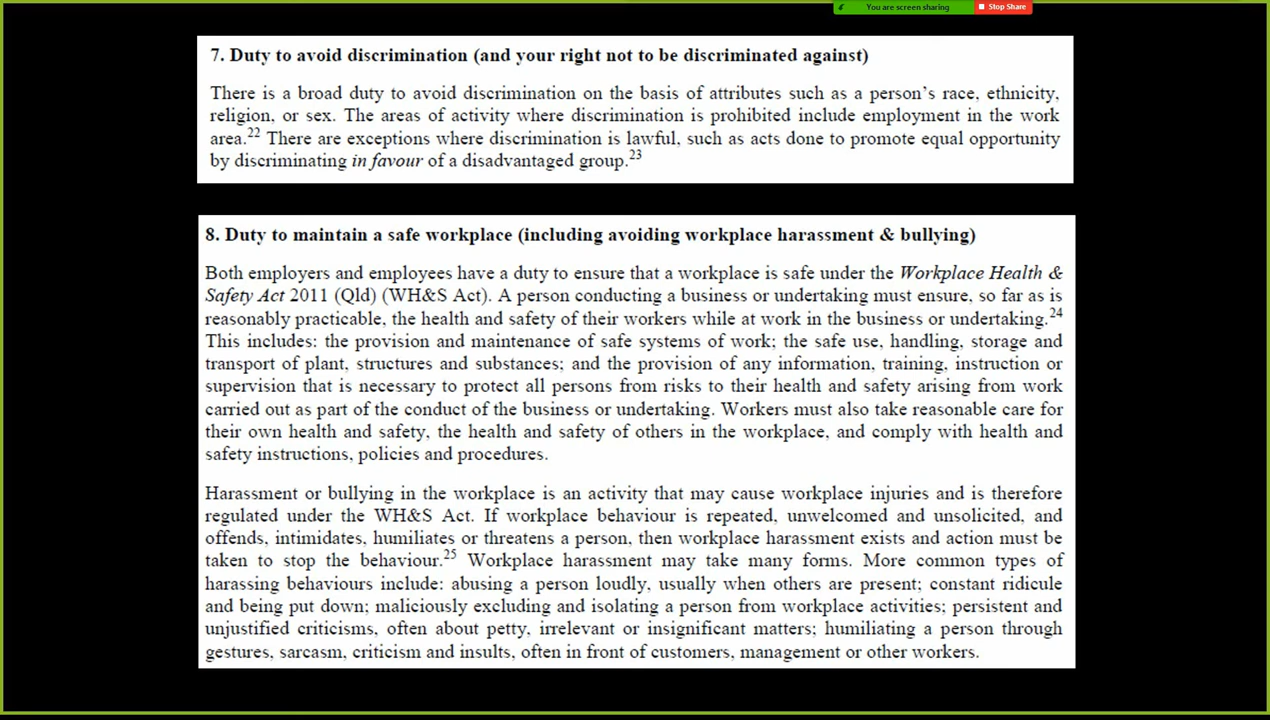 You are screen sharing
Stop Share
7. Duty to avoid discrimination (and your right not to be discriminated against)
There is a broad duty to avoid discrimination on the basis of attributes such as a person's race, ethnicity,
religion, or sex. The areas of activity where discrimination is prohibited include employment in the work
area.22 There are exceptions where discrimination is lawful, such as acts done to promote equal opportunity
by discriminating in favour of a disadvantaged group.23
8. Duty to maintain a safe workplace (including avoiding workplace harassment & bullying)
Both employers and employees have a duty to ensure that a workplace is safe under the Workplace Health &
Safety Act 2011 (Qld) (WH&S Act). A person conducting a business or undertaking must ensure, so far as is
reasonably practicable, the health and safety of their workers while at work in the business or undertaking.24
This includes: the provision and maintenance of safe systems of work; the safe use, handling, storage and
transport of plant, structures and substances; and the provision of any information, training, instruction or
supervision that is necessary to protect all persons from risks to their health and safety arising from work
carried out as part of the conduct of the business or undertaking. Workers must also take reasonable care for
their own health and safety, the health and safety of others in the workplace, and comply with health and
safety instructions, policies and procedures.
Harassment or bullying in the workplace is an activity that may cause workplace injuries and is therefore
regulated under the WH&S Act. If workplace behaviour is repeated, unwelcomed and unsolicited, and
offends, intimidates, humiliates or threatens a person, then workplace harassment exists and action must be
taken to stop the behaviour.25 Workplace harassment may take many forms. More common types of
harassing behaviours include: abusing a person loudly, usually when others are present; constant ridicule
and being put down; maliciously excluding and isolating a person from workplace activities; persistent and
unjustified criticisms, often about petty, irrelevant or insignificant matters; humiliating a person through
gestures, sarcasm, criticism and insults, often in front of customers, management or other workers.